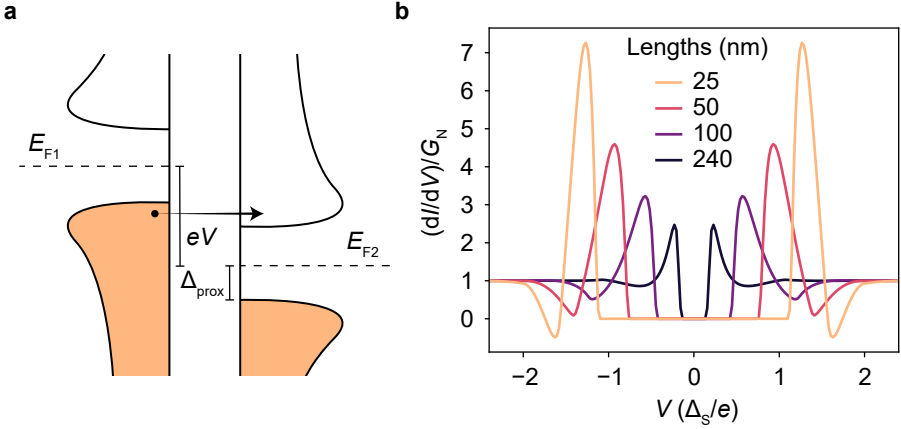 a
E_F1
eV
E_F2
Δ_prox
b
(dI/dV)/G_N
7
6
5
4
3
2
1
0
Lengths (nm)
25
50
100
240
−2
−1
0
1
2
V (Δ_S/e)